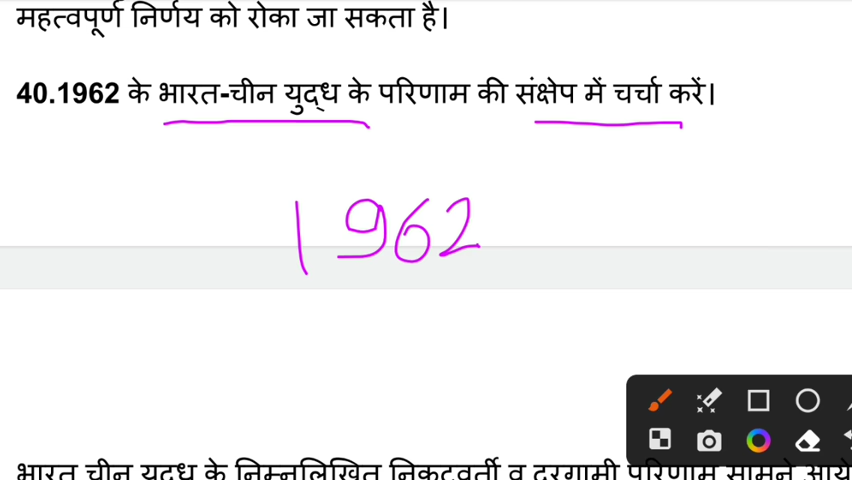 महत्वपूर्ण निर्णय को रोका जा सकता है।
40.1962 के भारत-चीन युद्ध के परिणाम की संक्षेप में चर्चा करें।
1962
भारत चीन युद्ध के निम्नलिखित निकटवर्ती व दूरगामी परिणाम सामने आये